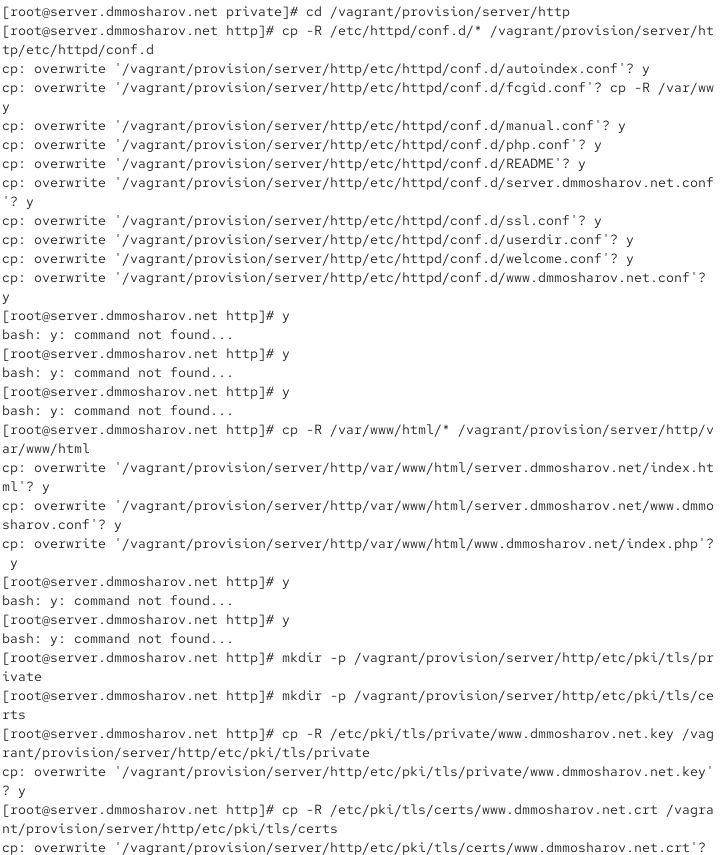 [root@server.dmmosharov.net private]# cd /vagrant/provision/server/http
[root@server.dmmosharov.net http]# cp -R /etc/httpd/conf.d/* /vagrant/provision/server/ht
tp/etc/httpd/conf.d
cp: overwrite '/vagrant/provision/server/http/etc/httpd/conf.d/autoindex.conf'? y
cp: overwrite '/vagrant/provision/server/http/etc/httpd/conf.d/fcgid.conf'? cp -R /var/ww
y
cp: overwrite '/vagrant/provision/server/http/etc/httpd/conf.d/manual.conf'? y
cp: overwrite '/vagrant/provision/server/http/etc/httpd/conf.d/php.conf'? y
cp: overwrite '/vagrant/provision/server/http/etc/httpd/conf.d/README'? y
cp: overwrite '/vagrant/provision/server/http/etc/httpd/conf.d/server.dmmosharov.net.conf
'? y
cp: overwrite '/vagrant/provision/server/http/etc/httpd/conf.d/ssl.conf'? y
cp: overwrite '/vagrant/provision/server/http/etc/httpd/conf.d/userdir.conf'? y
cp: overwrite '/vagrant/provision/server/http/etc/httpd/conf.d/welcome.conf'? y
cp: overwrite '/vagrant/provision/server/http/etc/httpd/conf.d/www.dmmosharov.net.conf'?
y
[root@server.dmmosharov.net http]# y
bash: y: command not found...
[root@server.dmmosharov.net http]# y
bash: y: command not found...
[root@server.dmmosharov.net http]# y
bash: y: command not found...
[root@server.dmmosharov.net http]# cp -R /var/www/html/* /vagrant/provision/server/http/v
ar/www/html
cp: overwrite '/vagrant/provision/server/http/var/www/html/server.dmmosharov.net/index.ht
ml'? y
cp: overwrite '/vagrant/provision/server/http/var/www/html/server.dmmosharov.net/www.dmmo
sharov.conf'? y
cp: overwrite '/vagrant/provision/server/http/var/www/html/www.dmmosharov.net/index.php'?
y
[root@server.dmmosharov.net http]# y
bash: y: command not found...
[root@server.dmmosharov.net http]# y
bash: y: command not found...
[root@server.dmmosharov.net http]# mkdir -p /vagrant/provision/server/http/etc/pki/tls/pr
ivate
[root@server.dmmosharov.net http]# mkdir -p /vagrant/provision/server/http/etc/pki/tls/ce
rts
[root@server.dmmosharov.net http]# cp -R /etc/pki/tls/private/www.dmmosharov.net.key /vag
rant/provision/server/http/etc/pki/tls/private
cp: overwrite '/vagrant/provision/server/http/etc/pki/tls/private/www.dmmosharov.net.key'
? y
[root@server.dmmosharov.net http]# cp -R /etc/pki/tls/certs/www.dmmosharov.net.crt /vagra
nt/provision/server/http/etc/pki/tls/certs
cp: overwrite '/vagrant/provision/server/http/etc/pki/tls/certs/www.dmmosharov.net.crt'?